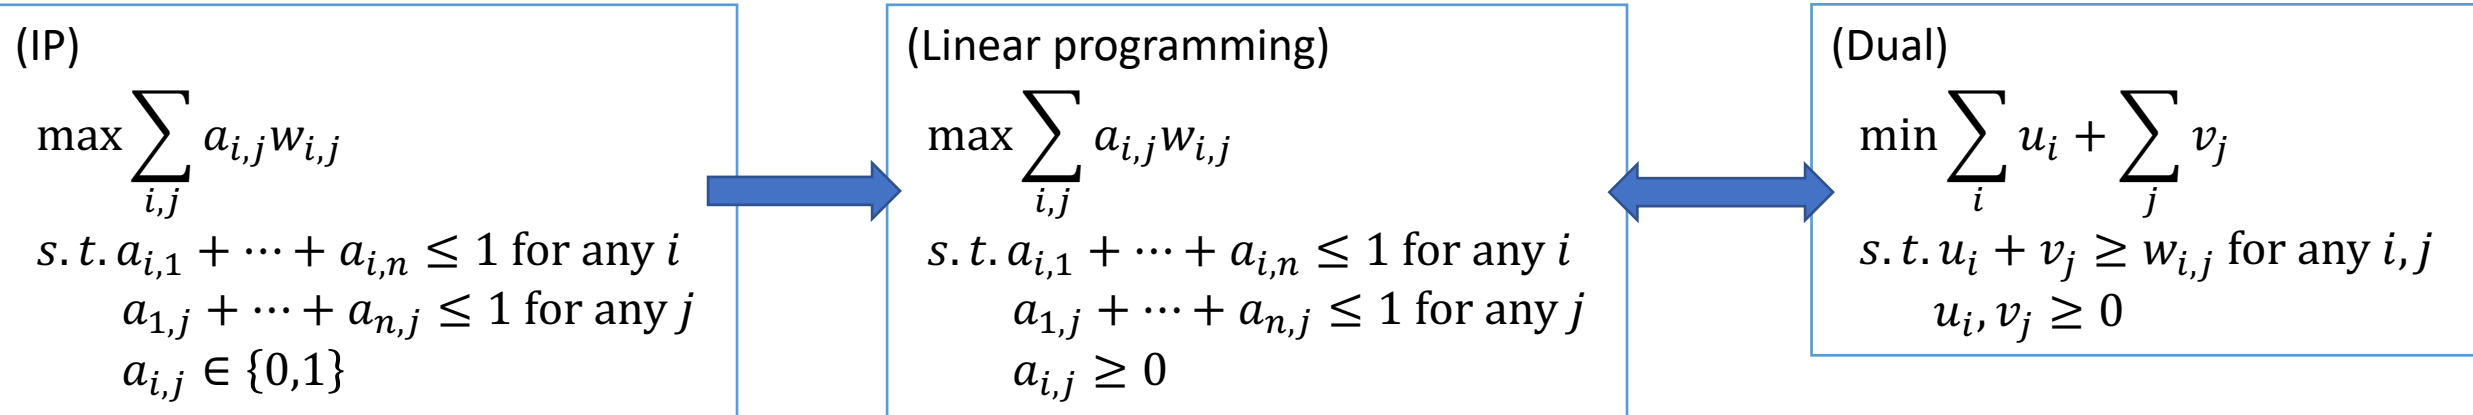 (IP)
max ∑ a_{i,j} w_{i,j}
i,j
s.t. a_{i,1} + ⋯ + a_{i,n} ≤ 1 for any i
a_{1,j} + ⋯ + a_{n,j} ≤ 1 for any j
a_{i,j} ∈ {0,1}
(Linear programming)
max ∑ a_{i,j} w_{i,j}
i,j
s.t. a_{i,1} + ⋯ + a_{i,n} ≤ 1 for any i
a_{1,j} + ⋯ + a_{n,j} ≤ 1 for any j
a_{i,j} ≥ 0
(Dual)
min ∑ u_i + ∑ v_j
i j
s.t. u_i + v_j ≥ w_{i,j} for any i, j
u_i, v_j ≥ 0